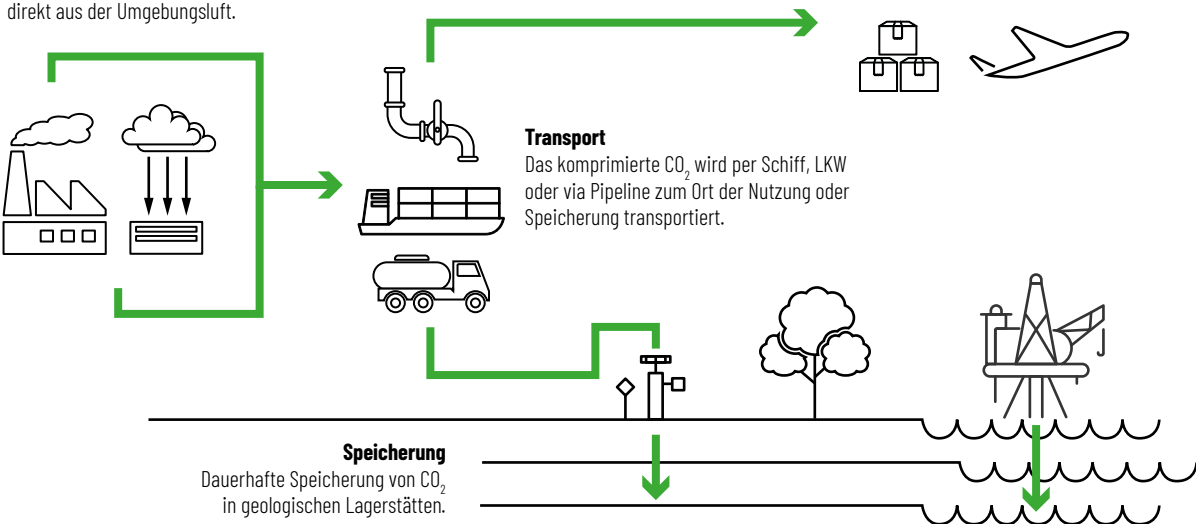 direkt aus der Umgebungsluft.
Transport
Das komprimierte CO₂ wird per Schiff, LKW
oder via Pipeline zum Ort der Nutzung oder
Speicherung transportiert.
Speicherung
Dauerhafte Speicherung von CO₂
in geologischen Lagerstätten.